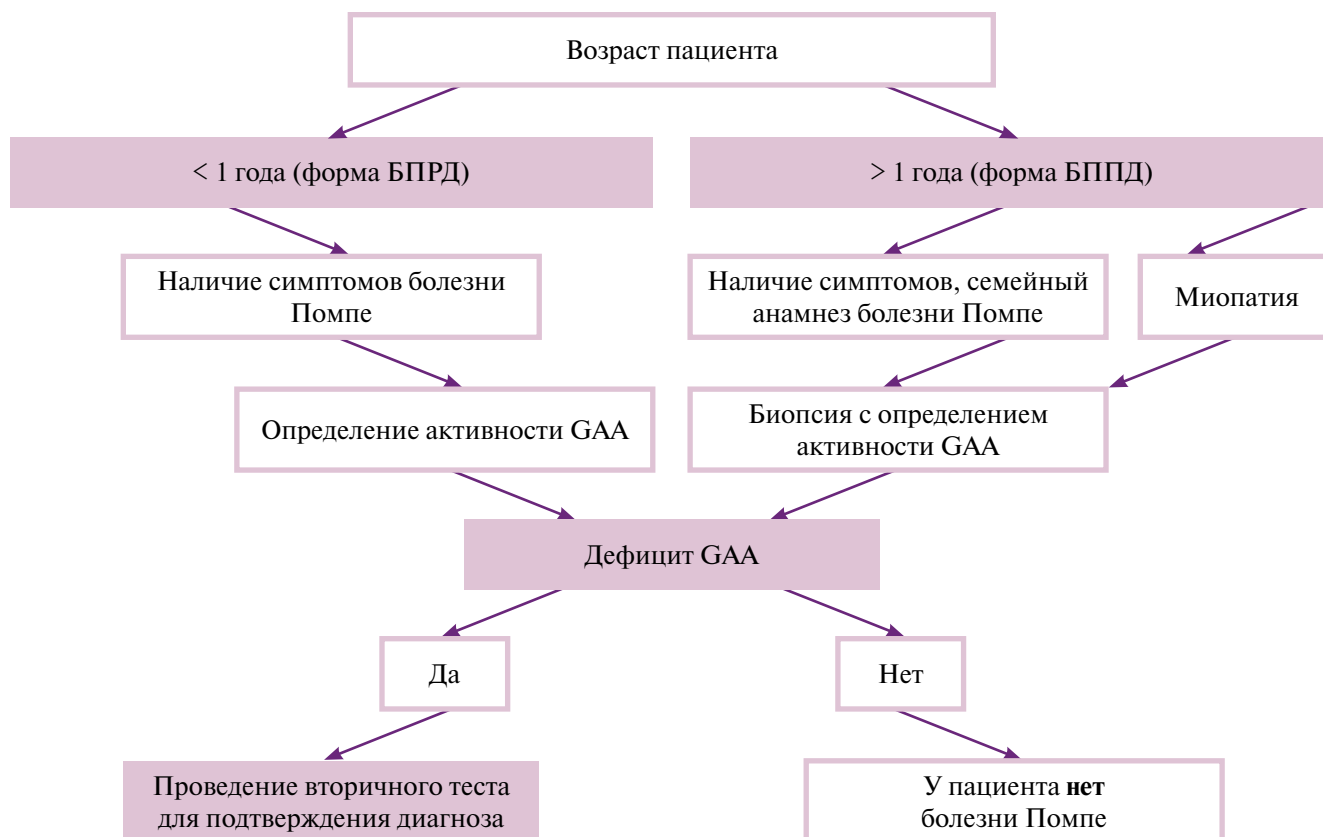 Возраст пациента
< 1 года (форма БПРД)
> 1 года (форма БППД)
Наличие симптомов болезни
Помпе
Наличие симптомов, семейный
анамнез болезни Помпе
Миопатия
Определение активности GAA
Биопсия с определением
активности GAA
Дефицит GAA
Да
Нет
Проведение вторичного теста
для подтверждения диагноза
У пациента нет
болезни Помпе